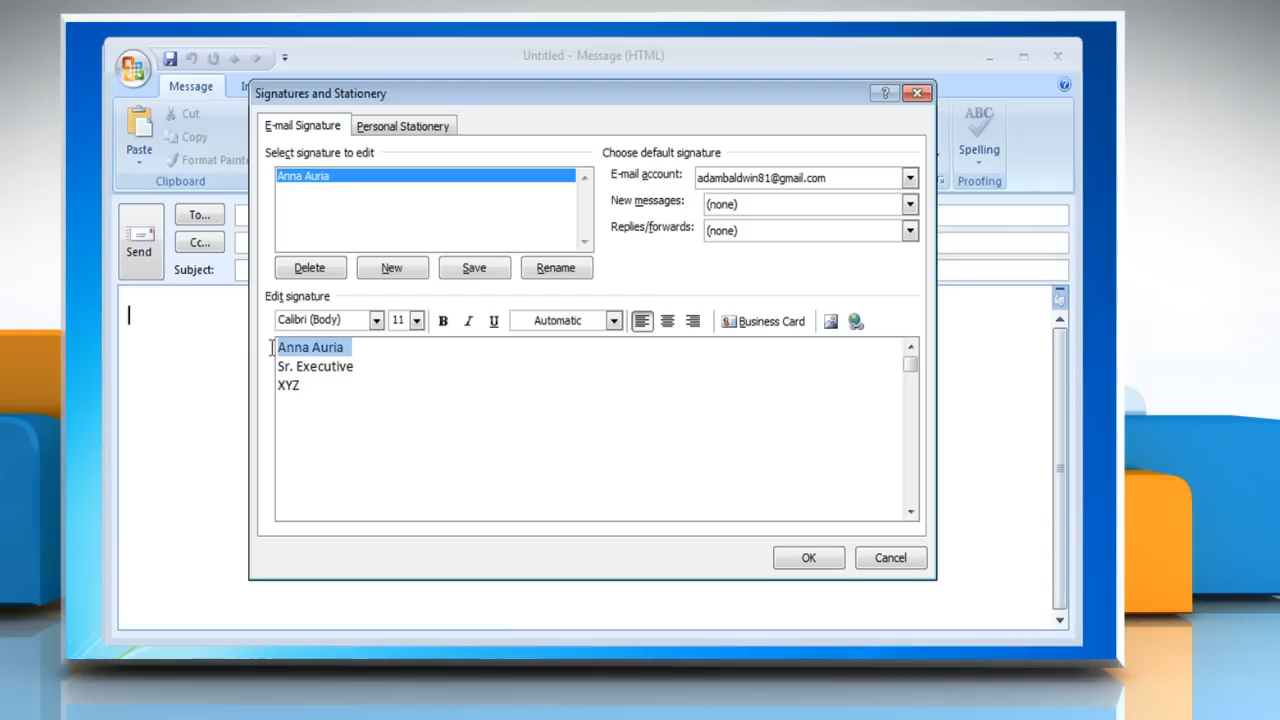 Untitled - Message (HTML)
Message
Cut
Copy
Paste
Clipboard
ABC
Spelling
Proofing
Signatures and Stationery
E-mail Signature
Personal Stationery
Select signature to edit
Anna Auria
Delete
New
Save
Rename
Choose default signature
E-mail account:
adambaldwin81@gmail.com
New messages:
(none)
Replies/forwards:
(none)
Edit signature
Calibri (Body)
11
B
I
U
Automatic
Business Card
Anna Auria
Sr. Executive
XYZ
OK
Cancel
To...
Cc...
Send
Subject: